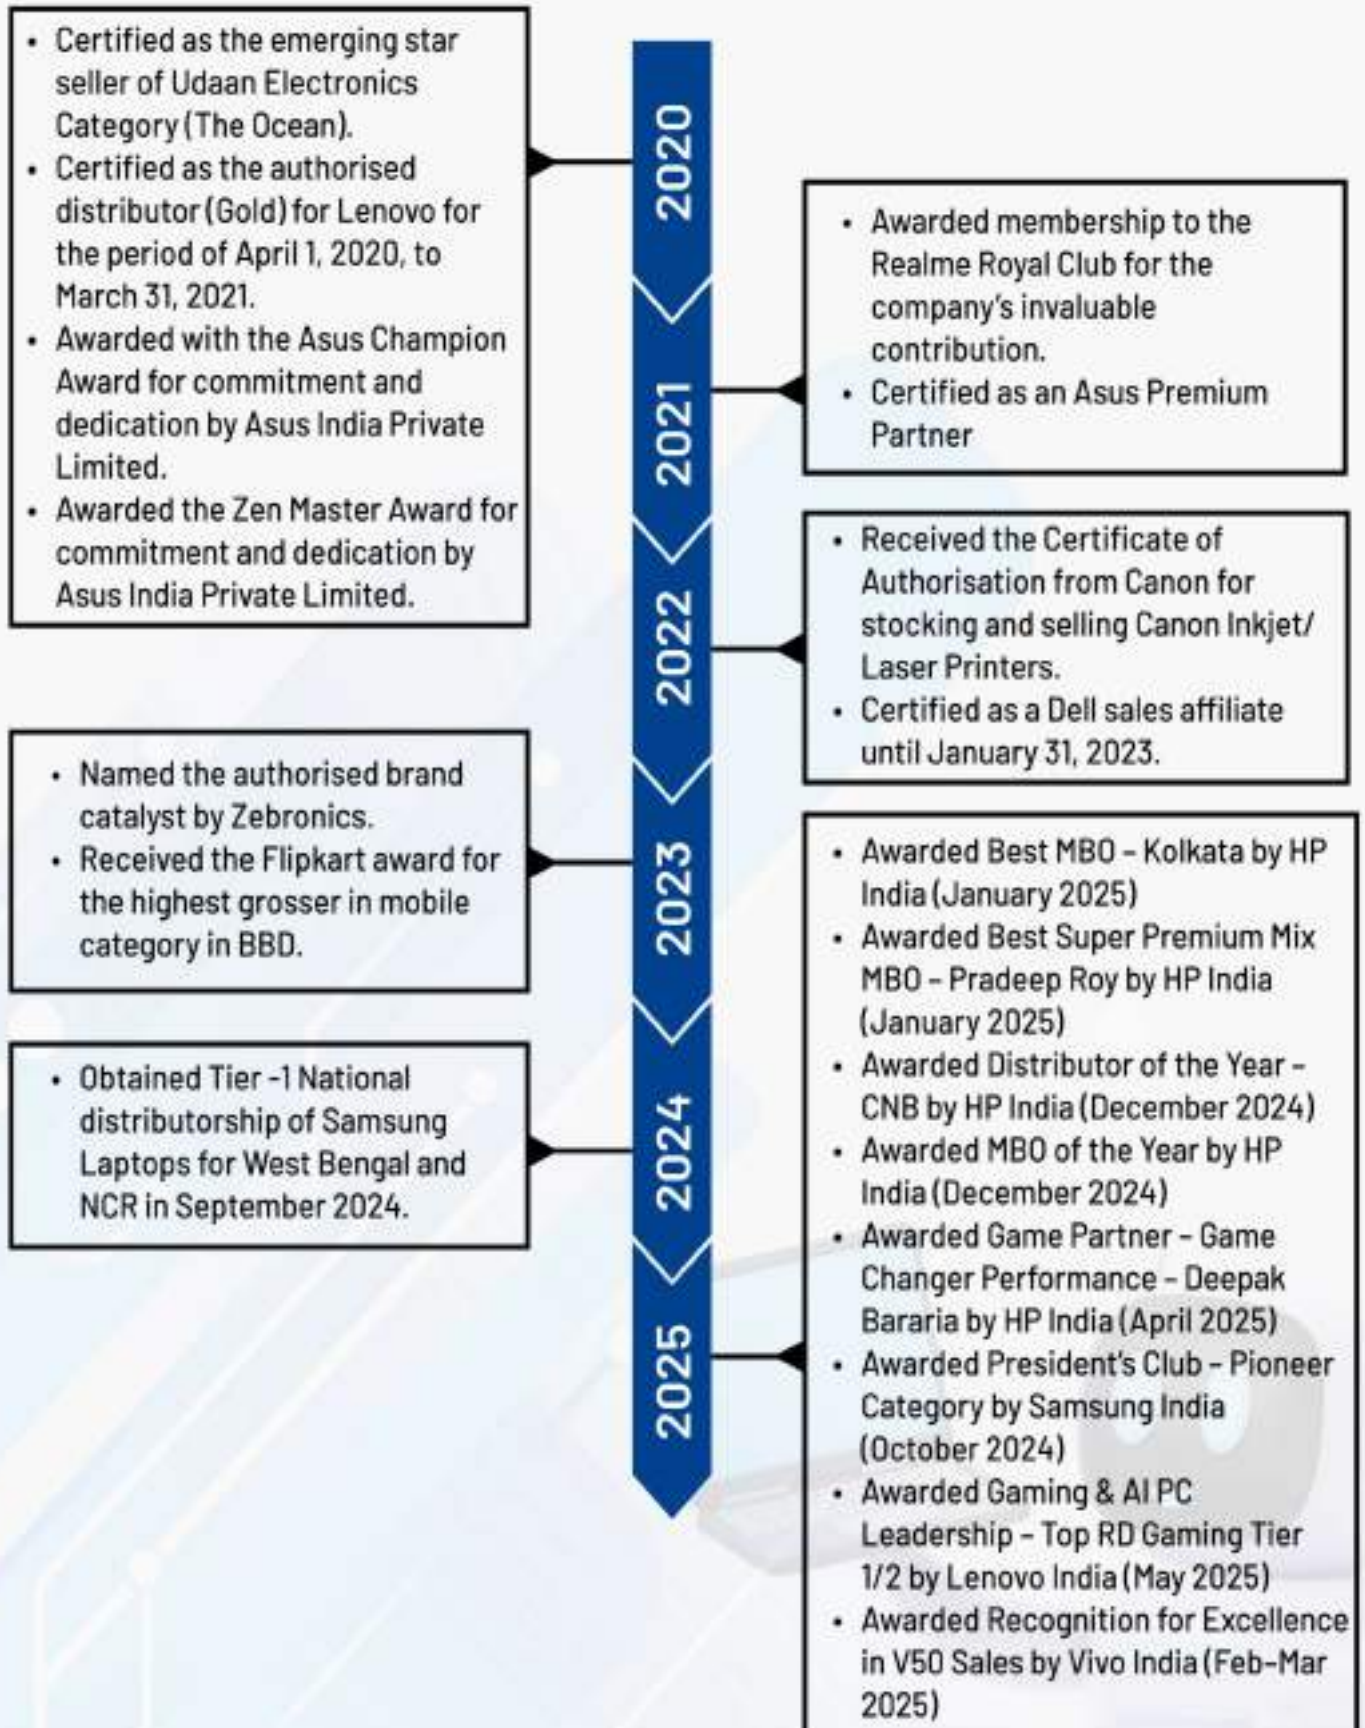 • Certified as the emerging star
seller of Udaan Electronics
Category (The Ocean).
• Certified as the authorised
distributor (Gold) for Lenovo for
the period of April 1, 2020, to
March 31, 2021.
• Awarded with the Asus Champion
Award for commitment and
dedication by Asus India Private
Limited.
• Awarded the Zen Master Award for
commitment and dedication by
Asus India Private Limited.
2020
• Awarded membership to the
Realme Royal Club for the
company's invaluable
contribution.
• Certified as an Asus Premium
Partner
2021
• Received the Certificate of
Authorisation from Canon for
stocking and selling Canon Inkjet/
Laser Printers.
• Certified as a Dell sales affiliate
until January 31, 2023.
2022
• Named the authorised brand
catalyst by Zebronics.
• Received the Flipkart award for
the highest grosser in mobile
category in BBD.
2023
• Obtained Tier -1 National
distributorship of Samsung
Laptops for West Bengal and
NCR in September 2024.
2024
• Awarded Best MBO – Kolkata by HP
India (January 2025)
• Awarded Best Super Premium Mix
MBO – Pradeep Roy by HP India
(January 2025)
• Awarded Distributor of the Year –
CNB by HP India (December 2024)
• Awarded MBO of the Year by HP
India (December 2024)
• Awarded Game Partner – Game
Changer Performance – Deepak
Bararia by HP India (April 2025)
• Awarded President's Club – Pioneer
Category by Samsung India
(October 2024)
• Awarded Gaming & AI PC
Leadership – Top RD Gaming Tier
1/2 by Lenovo India (May 2025)
• Awarded Recognition for Excellence
in V50 Sales by Vivo India (Feb–Mar
2025)
2025